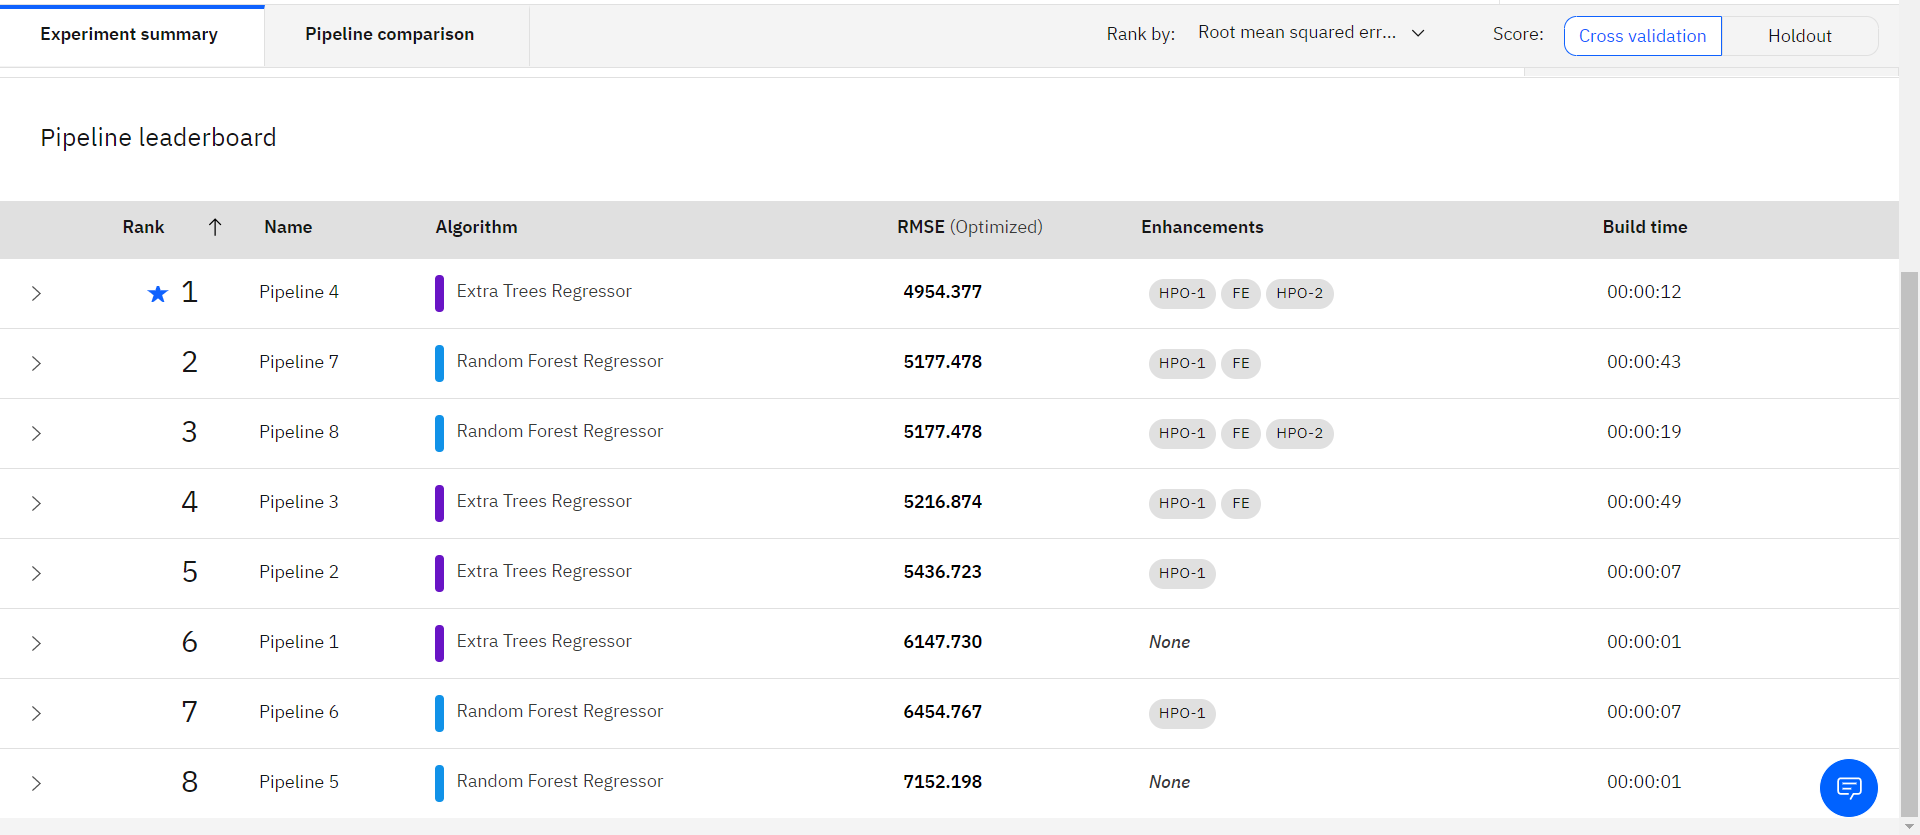 Experiment summary Pipeline comparison Rank by: Root mean squared err... Score: Cross validation Holdout
Pipeline leaderboard
Rank Name Algorithm RMSE (Optimized) Enhancements Build time
1 Pipeline 4 Extra Trees Regressor 4954.377 HPO-1 FE HPO-2 00:00:12
2 Pipeline 7 Random Forest Regressor 5177.478 HPO-1 FE 00:00:43
3 Pipeline 8 Random Forest Regressor 5177.478 HPO-1 FE HPO-2 00:00:19
4 Pipeline 3 Extra Trees Regressor 5216.874 HPO-1 FE 00:00:49
5 Pipeline 2 Extra Trees Regressor 5436.723 HPO-1 00:00:07
6 Pipeline 1 Extra Trees Regressor 6147.730 None 00:00:01
7 Pipeline 6 Random Forest Regressor 6454.767 HPO-1 00:00:07
8 Pipeline 5 Random Forest Regressor 7152.198 None 00:00:01